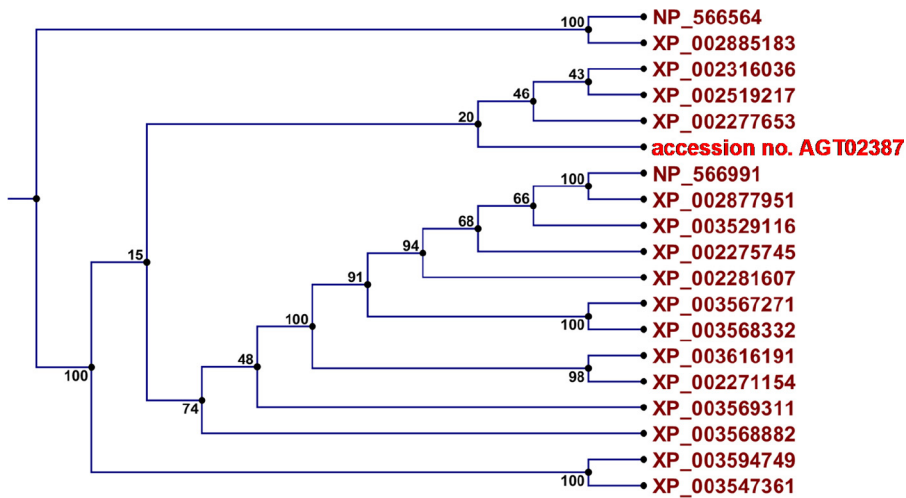 100
NP_566564
XP_002885183
43
XP_002316036
46
XP_002519217
20
XP_002277653
accession no. AGT02387
100
NP_566991
66
XP_002877951
68
XP_003529116
94
XP_002275745
15
91
XP_002281607
100
XP_003567271
100
XP_003568332
48
XP_003616191
100
98
XP_002271154
74
XP_003569311
XP_003568882
XP_003594749
100
XP_003547361